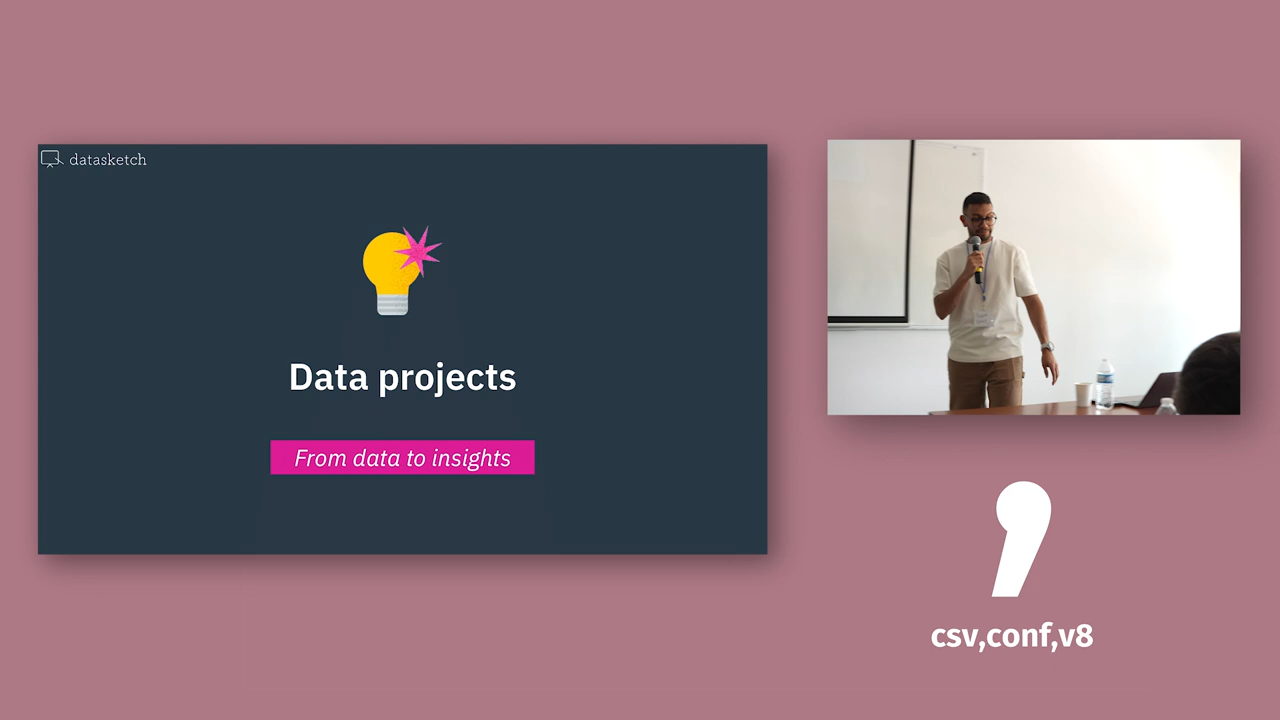 datasketch
Data projects
From data to insights
csv,conf,v8